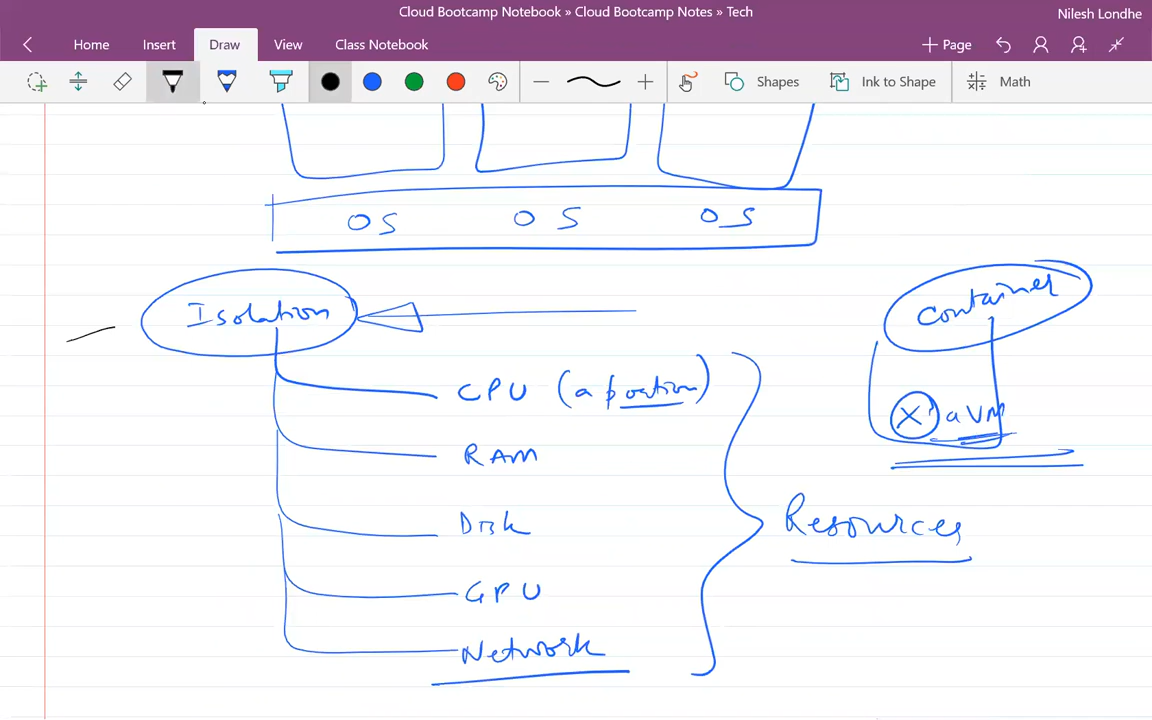 Cloud Bootcamp Notebook » Cloud Bootcamp Notes » Tech
Nilesh Londhe
Home Insert Draw View Class Notebook
Page
Shapes
Ink to Shape
Math
OS OS OS
Isolation
Container
CPU (a portion)
X a VM
RAM
Disk
Resources
GPU
Network